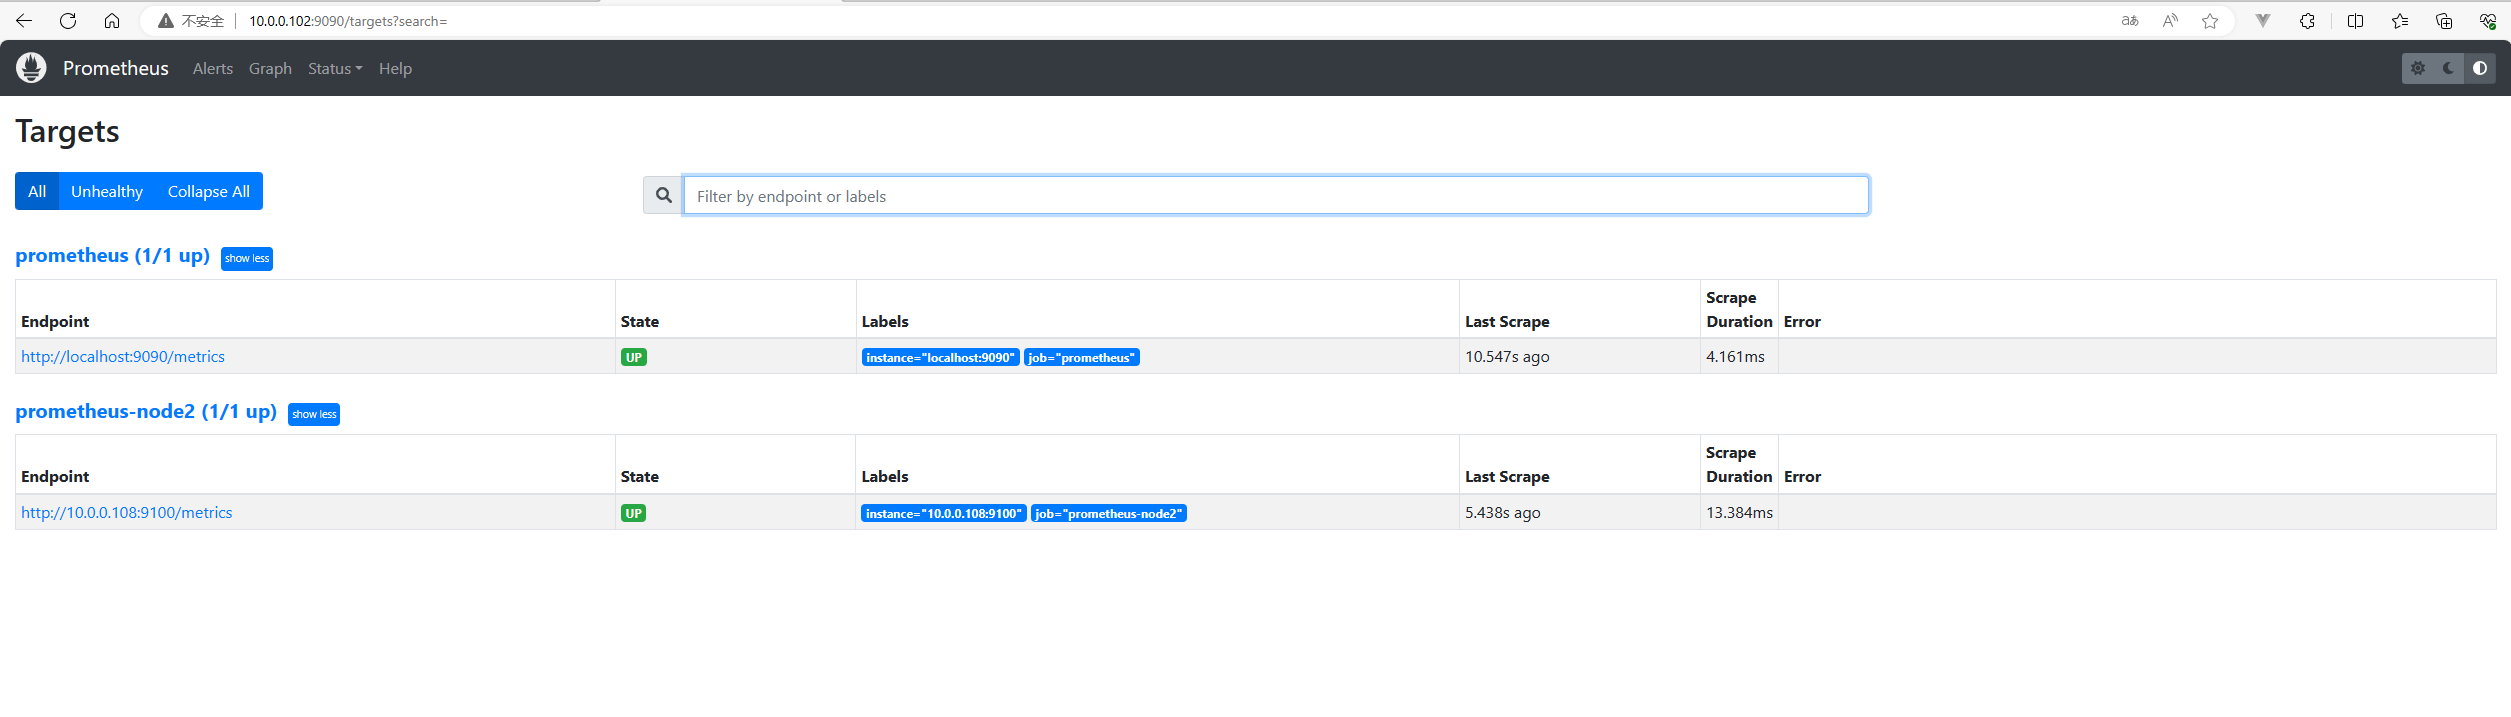 不安全 10.0.0.102:9090/targets?search=
Prometheus Alerts Graph Status Help
Targets
All Unhealthy Collapse All Filter by endpoint or labels
prometheus (1/1 up) show less
Endpoint State Labels Last Scrape Scrape Duration Error
http://localhost:9090/metrics UP instance="localhost:9090" job="prometheus" 10.547s ago 4.161ms
prometheus-node2 (1/1 up) show less
Endpoint State Labels Last Scrape Scrape Duration Error
http://10.0.0.108:9100/metrics UP instance="10.0.0.108:9100" job="prometheus-node2" 5.438s ago 13.384ms